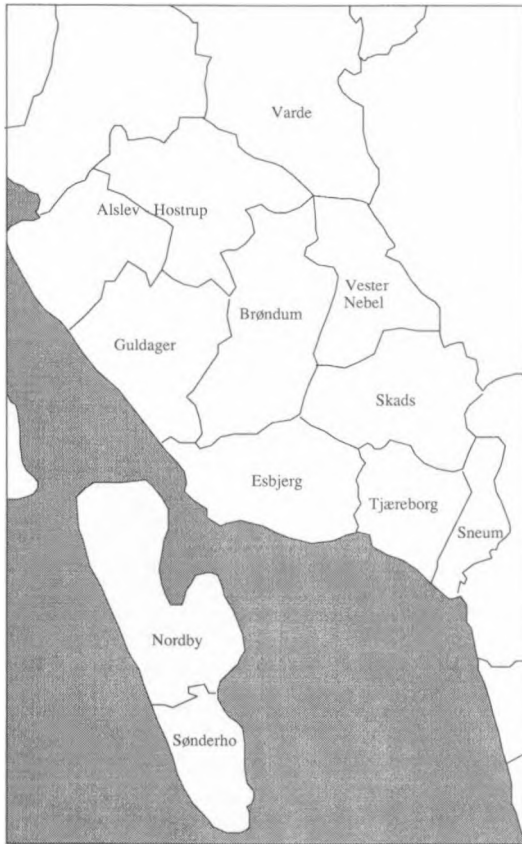 Varde
Alslev
Hostrup
Vester
Nebel
Brøndum
Guldager
Skads
Esbjerg
Tjæreborg
Sneum
Nordby
Sønderho